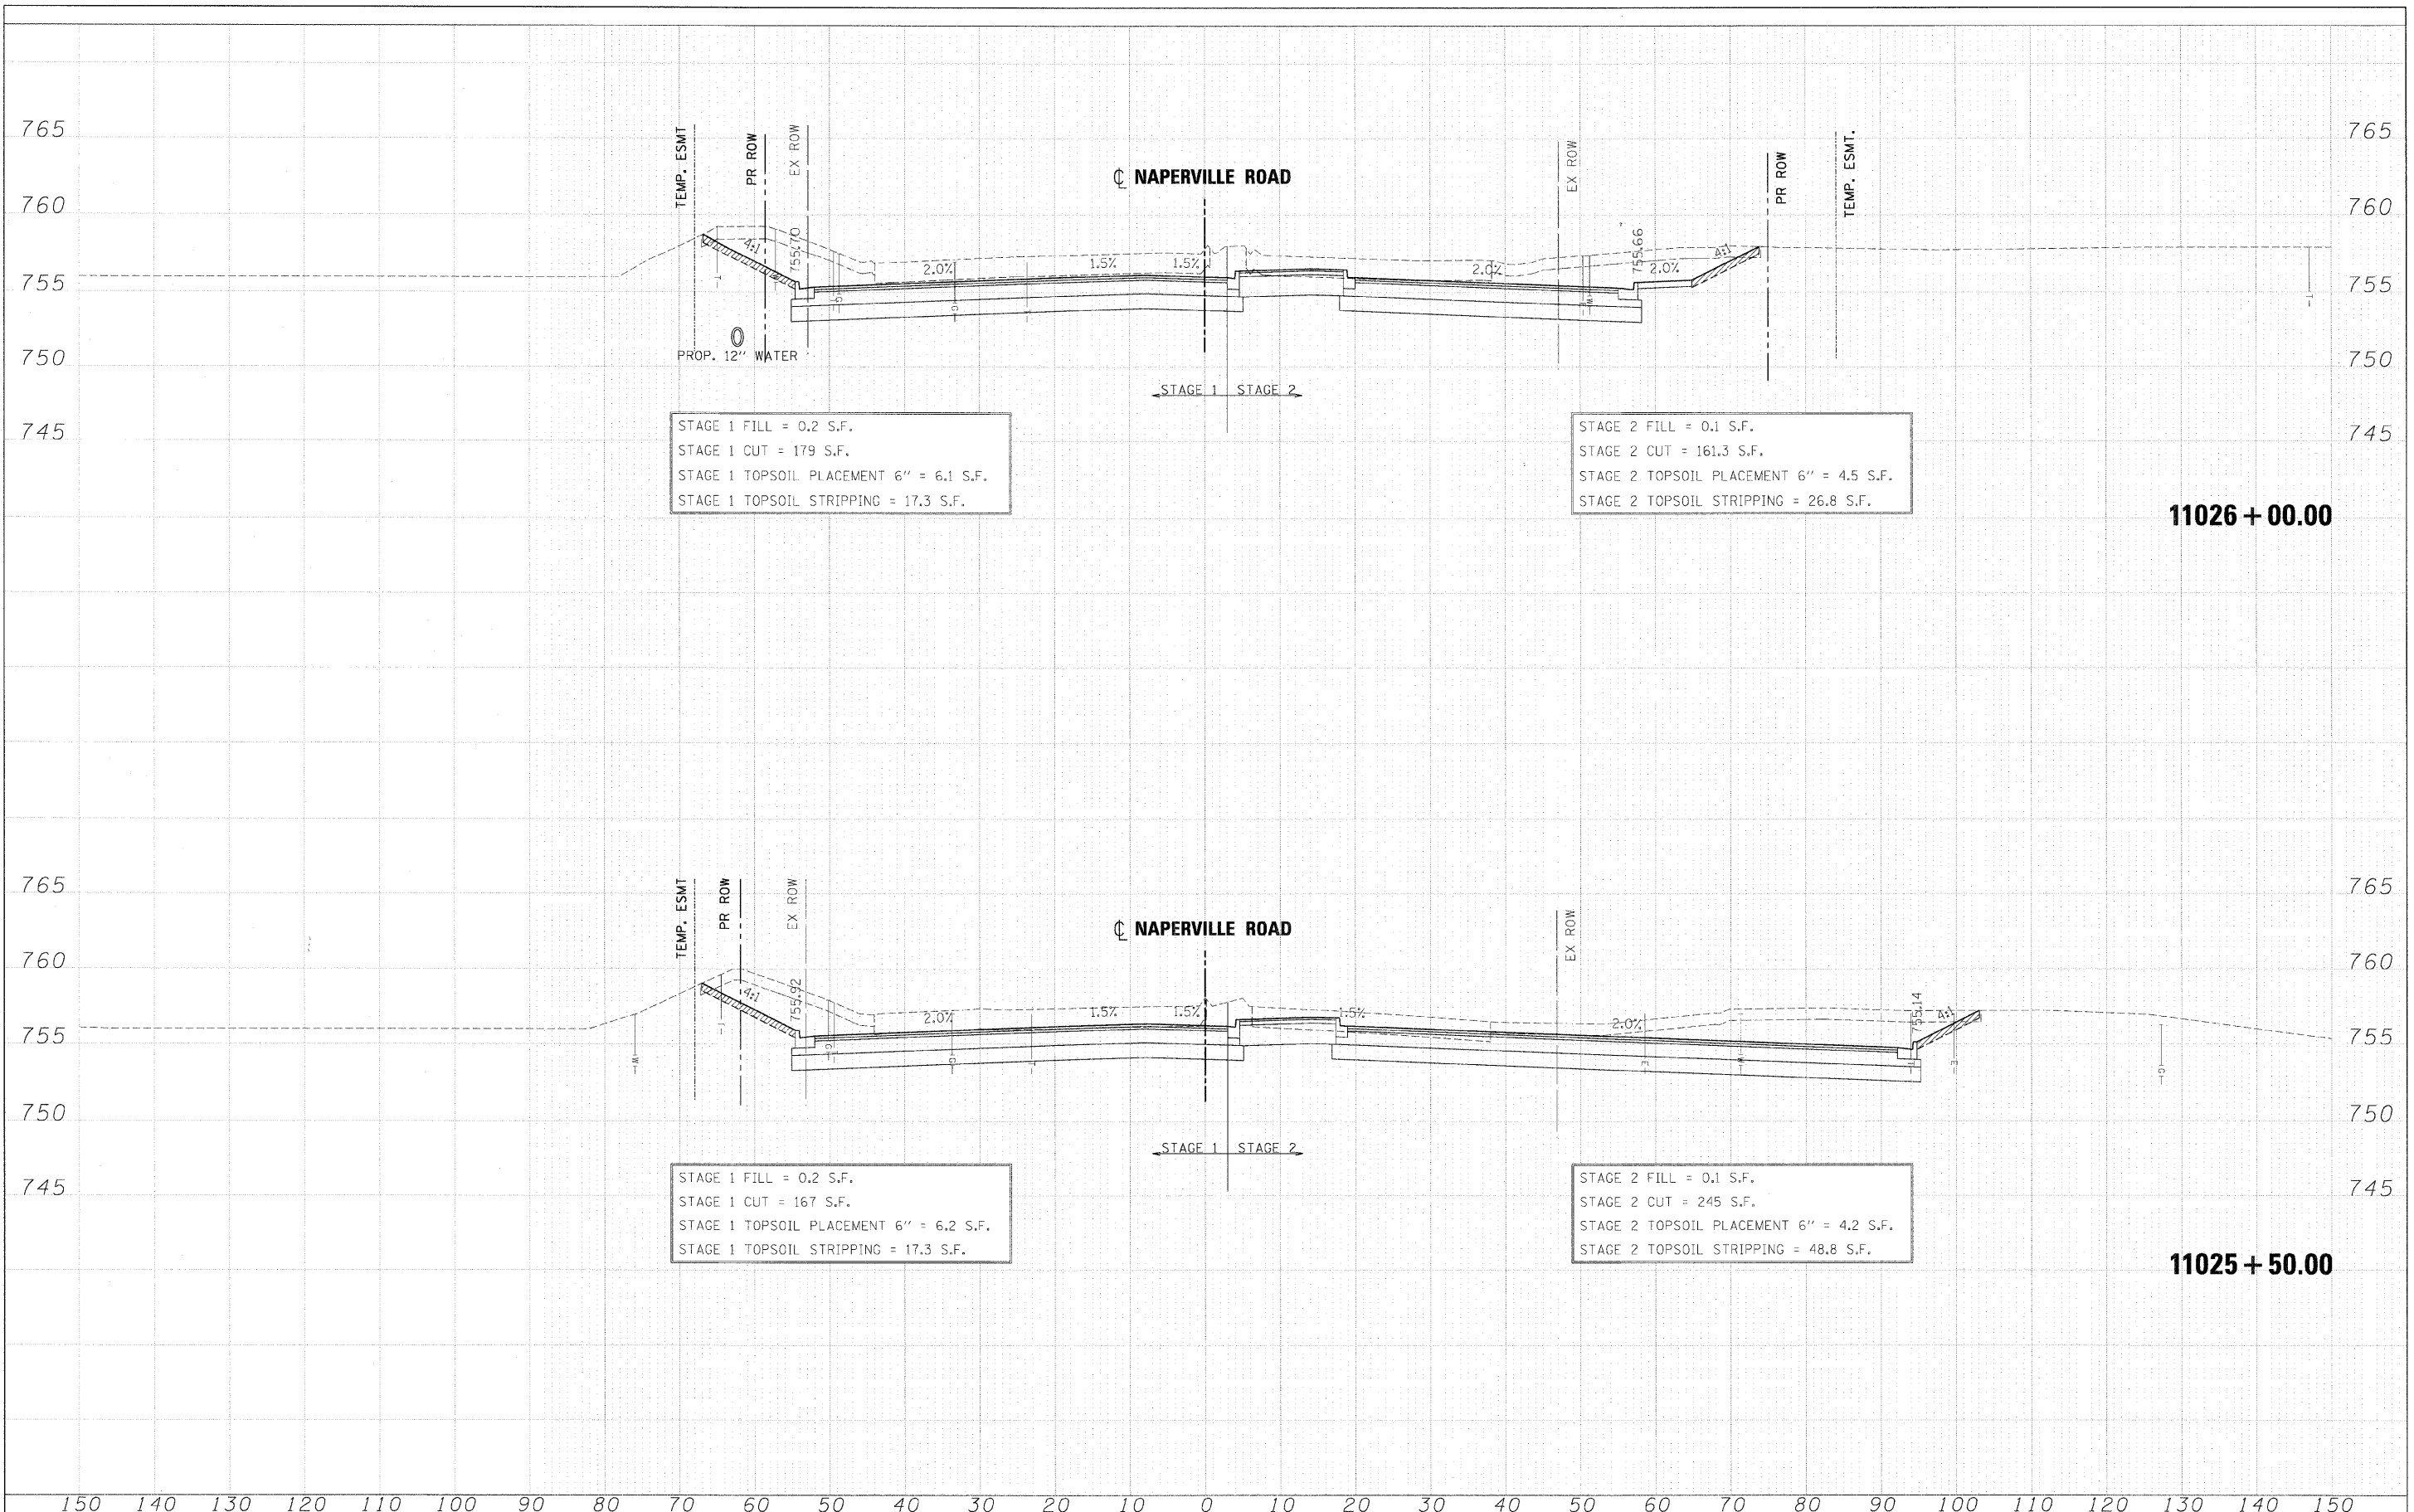 TEMP. ESMT
PR ROW
EX ROW
℄ NAPERVILLE ROAD
EX ROW
PR ROW
TEMP. ESMT.
765 765
760 760
755 755
750 750
745 745
4:1
755.70
2.0%
1.5%
1.5%
2.0%
755.66
2.0%
4:1
PROP. 12" WATER
STAGE 1 STAGE 2
STAGE 1 FILL = 0.2 S.F.
STAGE 1 CUT = 179 S.F.
STAGE 1 TOPSOIL PLACEMENT 6" = 6.1 S.F.
STAGE 1 TOPSOIL STRIPPING = 17.3 S.F.
STAGE 2 FILL = 0.1 S.F.
STAGE 2 CUT = 161.3 S.F.
STAGE 2 TOPSOIL PLACEMENT 6" = 4.5 S.F.
STAGE 2 TOPSOIL STRIPPING = 26.8 S.F.
11026+00.00
TEMP. ESMT
PR ROW
EX ROW
℄ NAPERVILLE ROAD
EX ROW
765 765
760 760
755 755
750 750
745 745
4:1
755.92
2.0%
1.5%
1.5%
1.5%
2.0%
755.14
4:1
STAGE 1 STAGE 2
STAGE 1 FILL = 0.2 S.F.
STAGE 1 CUT = 167 S.F.
STAGE 1 TOPSOIL PLACEMENT 6" = 6.2 S.F.
STAGE 1 TOPSOIL STRIPPING = 17.3 S.F.
STAGE 2 FILL = 0.1 S.F.
STAGE 2 CUT = 245 S.F.
STAGE 2 TOPSOIL PLACEMENT 6" = 4.2 S.F.
STAGE 2 TOPSOIL STRIPPING = 48.8 S.F.
11025+50.00
150 140 130 120 110 100 90 80 70 60 50 40 30 20 10 0 10 20 30 40 50 60 70 80 90 100 110 120 130 140 150